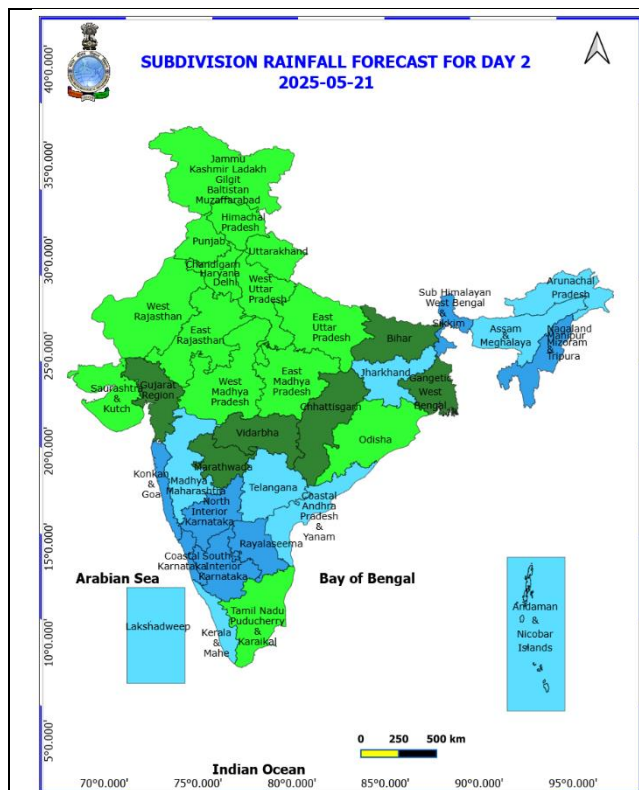 SUBDIVISION RAINFALL FORECAST FOR DAY 2
2025-05-21
40°0.000'
35°0.000'
30°0.000'
25°0.000'
20°0.000'
15°0.000'
10°0.000'
5°0.000'
Jammu
Kashmir Ladakh
Gilgit
Baltistan
Muzaffarabad
Himachal
Pradesh
Punjab
Uttarakhand
Chandigarh
Haryana
Delhi
West
Uttar
Pradesh
West
Rajasthan
East
Rajasthan
East
Uttar
Pradesh
Sub Himalayan
West Bengal
&
Sikkim
Arunachal
Pradesh
Assam
&
Meghalaya
Nagaland
Manipur
Mizoram
&
Tripura
Bihar
Jharkhand
Gangetic
West
Bengal
Saurashtra
&
Kutch
Gujarat
Region
West
Madhya
Pradesh
East
Madhya
Pradesh
Chhattisgarh
Odisha
Vidarbha
Marathwada
Madhya
Maharashtra
Konkan
&
Goa
Telangana
North
Interior
Karnataka
Coastal
Andhra
Pradesh
&
Yanam
Rayalaseema
Coastal
Karnataka
South
Interior
Karnataka
Arabian Sea
Bay of Bengal
Lakshadweep
Tamil Nadu
Puducherry
&
Karaikal
Kerala
&
Mahe
Andaman
&
Nicobar
Islands
0 250 500 km
Indian Ocean
70°0.000' 75°0.000' 80°0.000' 85°0.000' 90°0.000' 95°0.000'